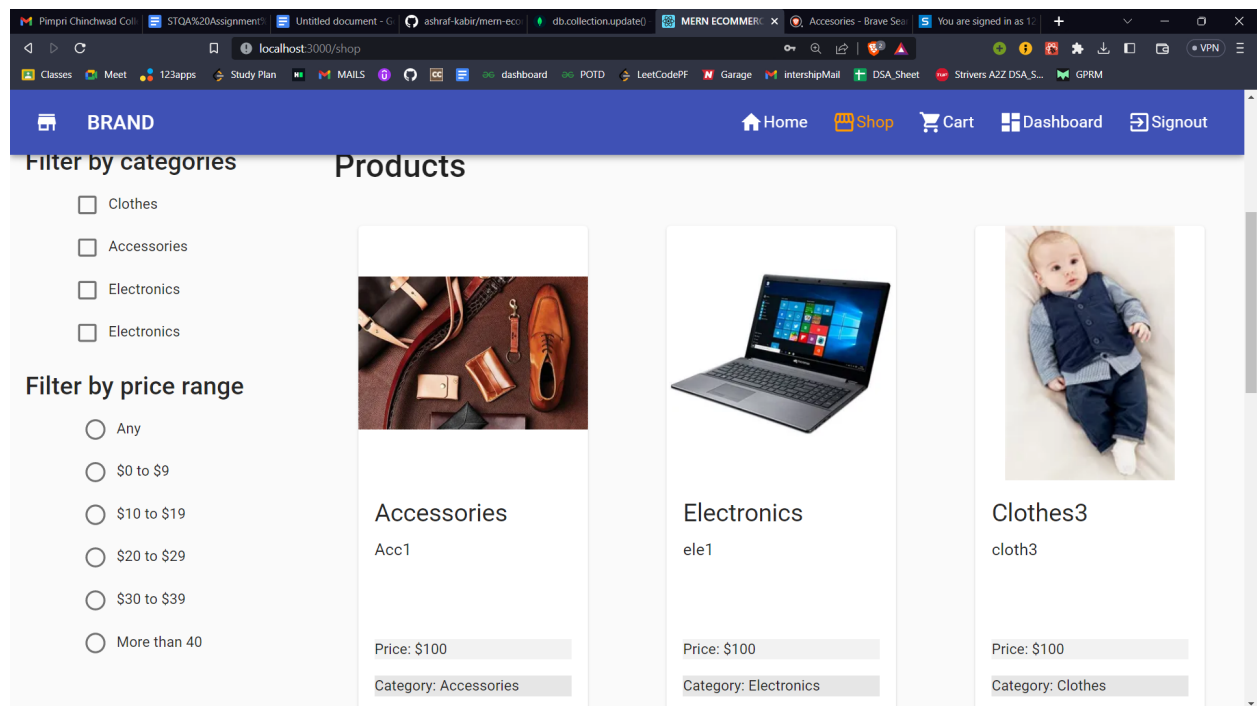 Pimpri Chinchwad Coll
STQA%20Assignment%
Untitled document - G
ashraf-kabir/mern-eco
db.collection.update()
MERN ECOMMERC
Accesories - Brave Sear
You are signed in as 12
localhost:3000/shop
VPN
Classes
Meet
123apps
Study Plan
MAILS
dashboard
POTD
LeetCodePF
Garage
intershipMail
DSA_Sheet
Strivers A2Z DSA_S...
GPRM
BRAND
Home
Shop
Cart
Dashboard
Signout
Filter by categories
Clothes
Accessories
Electronics
Electronics
Filter by price range
Any
$0 to $9
$10 to $19
$20 to $29
$30 to $39
More than 40
Products
Accessories
Acc1
Price: $100
Category: Accessories
Electronics
ele1
Price: $100
Category: Electronics
Clothes3
cloth3
Price: $100
Category: Clothes